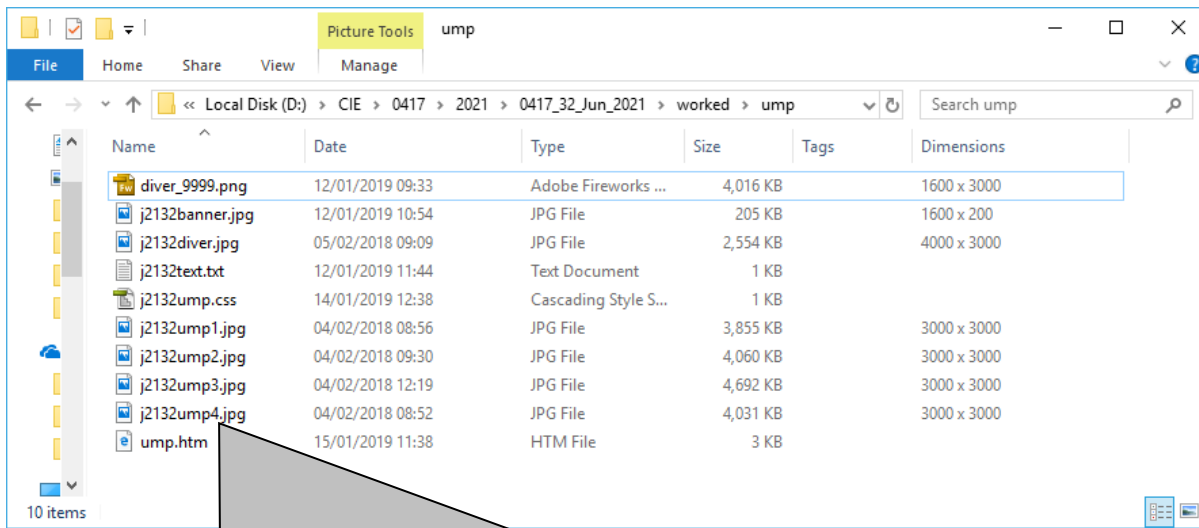 Picture Tools ump
File Home Share View Manage
« Local Disk (D:) > CIE > 0417 > 2021 > 0417_32_Jun_2021 > worked > ump Search ump
Name Date Type Size Tags Dimensions
diver_9999.png 12/01/2019 09:33 Adobe Fireworks ... 4,016 KB 1600 x 3000
j2132banner.jpg 12/01/2019 10:54 JPG File 205 KB 1600 x 200
j2132diver.jpg 05/02/2018 09:09 JPG File 2,554 KB 4000 x 3000
j2132text.txt 12/01/2019 11:44 Text Document 1 KB
j2132ump.css 14/01/2019 12:38 Cascading Style S... 1 KB
j2132ump1.jpg 04/02/2018 08:56 JPG File 3,855 KB 3000 x 3000
j2132ump2.jpg 04/02/2018 09:30 JPG File 4,060 KB 3000 x 3000
j2132ump3.jpg 04/02/2018 12:19 JPG File 4,692 KB 3000 x 3000
j2132ump4.jpg 04/02/2018 08:52 JPG File 4,031 KB 3000 x 3000
ump.htm 15/01/2019 11:38 HTM File 3 KB
10 items